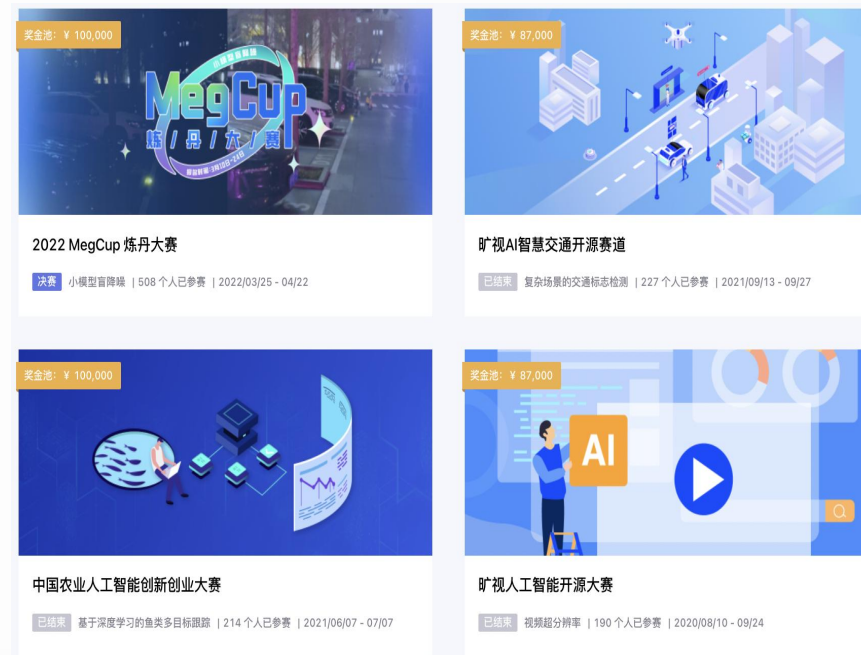 奖金池: ¥ 100,000
MegCup
炼/丹/大/赛
2022 MegCup 炼丹大赛
决赛 小模型盲降噪 | 508 个人已参赛 | 2022/03/25 - 04/22
奖金池: ¥ 87,000
旷视AI智慧交通开源赛道
已结束 复杂场景的交通标志检测 | 227 个人已参赛 | 2021/09/13 - 09/27
奖金池: ¥ 100,000
中国农业人工智能创新创业大赛
已结束 基于深度学习的鱼类多目标跟踪 | 214 个人已参赛 | 2021/06/07 - 07/07
奖金池: ¥ 87,000
AI
旷视人工智能开源大赛
已结束 视频超分辨率 | 190 个人已参赛 | 2020/08/10 - 09/24